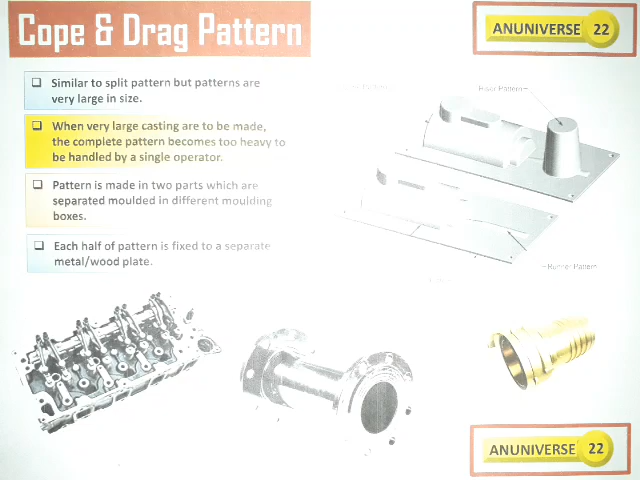 Cope & Drag Pattern
ANUNIVERSE 22
Similar to split pattern but patterns are
very large in size.
When very large casting are to be made,
the complete pattern becomes too heavy to
be handled by a single operator.
Pattern is made in two parts which are
separated moulded in different moulding
boxes.
Each half of pattern is fixed to a separate
metal/wood plate.
Riser Pattern
Runner Pattern
ANUNIVERSE 22